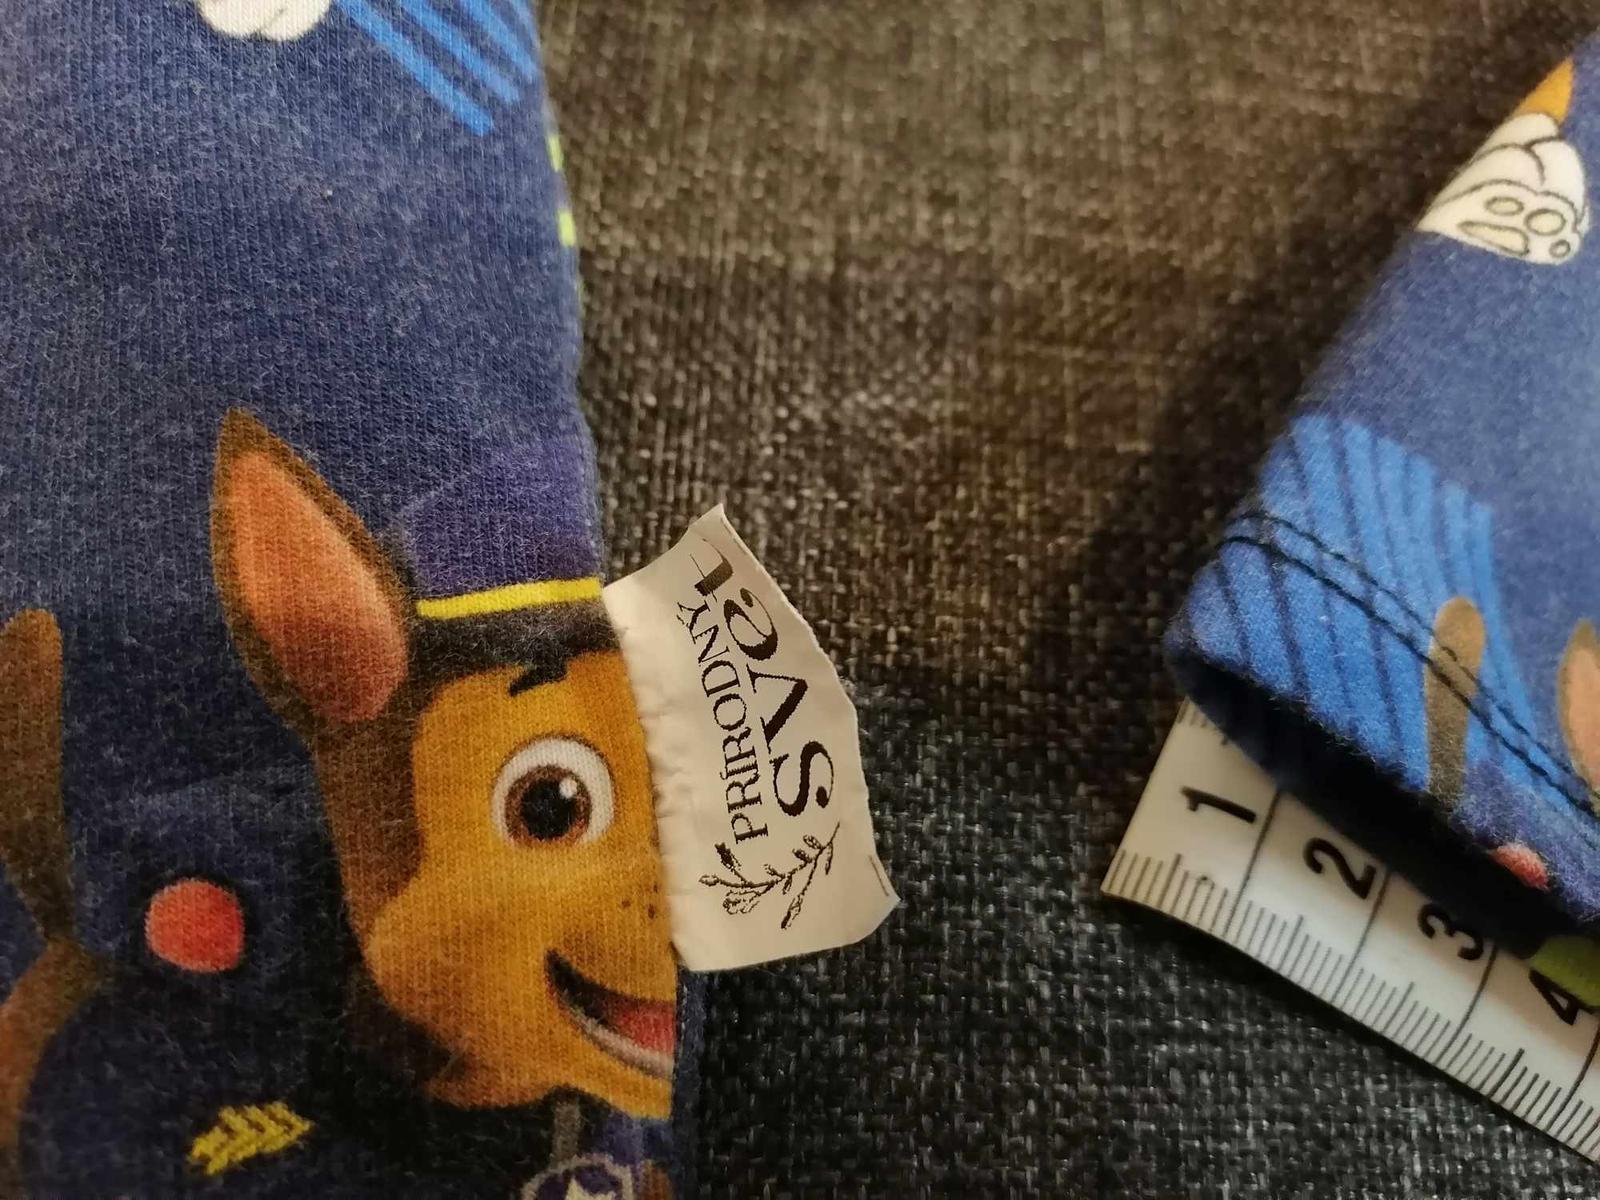 PRÍRODNÝ
SVeT
1 2 3 4